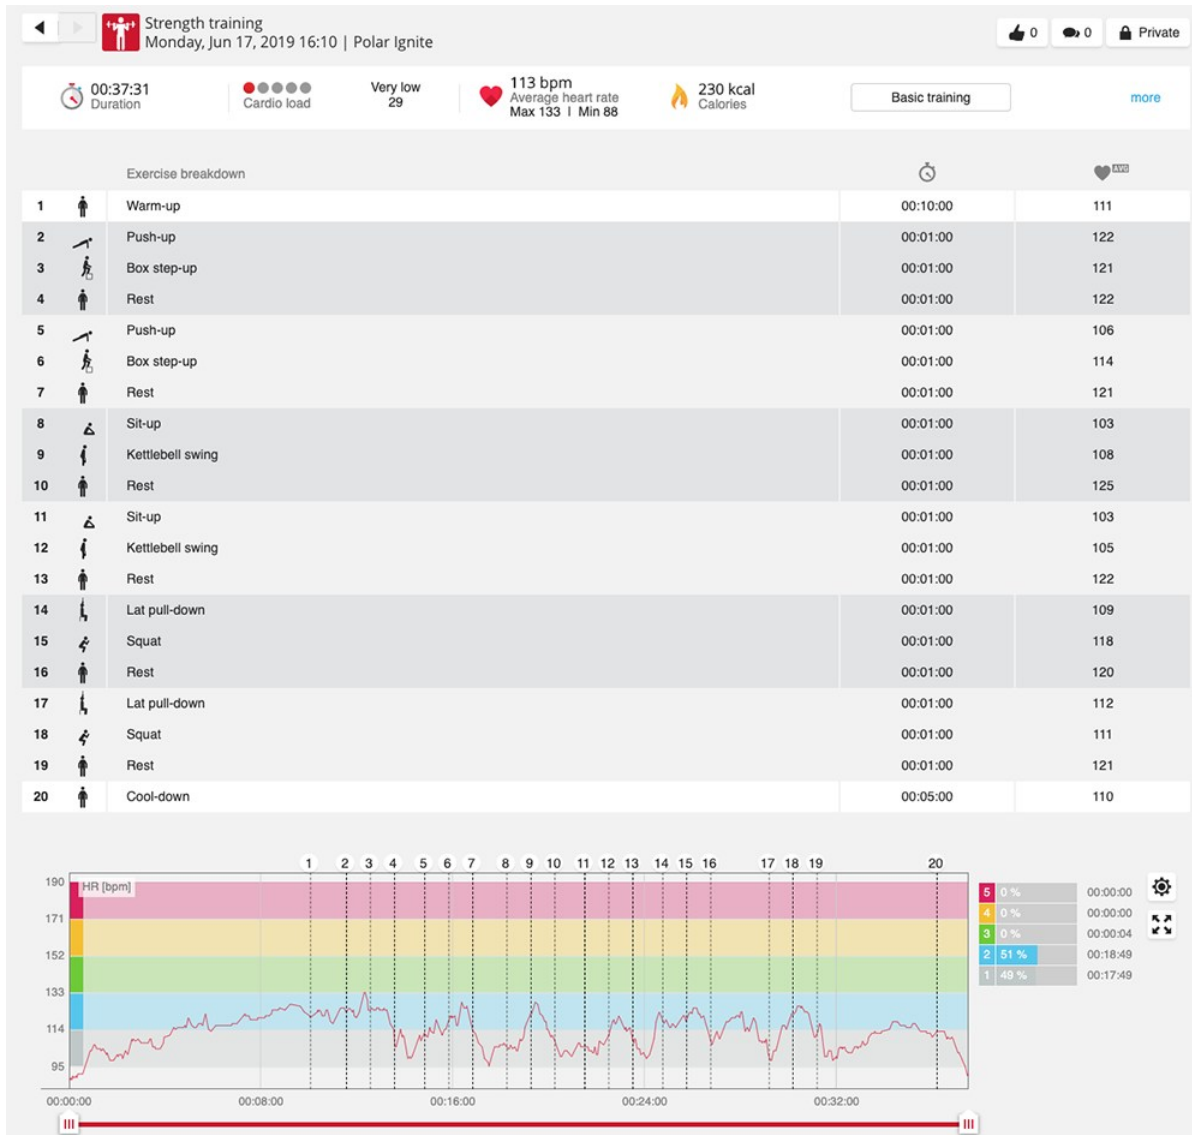 Strength training
Monday, Jun 17, 2019 16:10 | Polar Ignite
0 0 Private
00:37:31
Duration
Cardio load
Very low
29
113 bpm
Average heart rate
Max 133 | Min 88
230 kcal
Calories
Basic training
more
Exercise breakdown AVG
1 Warm-up 00:10:00 111
2 Push-up 00:01:00 122
3 Box step-up 00:01:00 121
4 Rest 00:01:00 122
5 Push-up 00:01:00 106
6 Box step-up 00:01:00 114
7 Rest 00:01:00 121
8 Sit-up 00:01:00 103
9 Kettlebell swing 00:01:00 108
10 Rest 00:01:00 125
11 Sit-up 00:01:00 103
12 Kettlebell swing 00:01:00 105
13 Rest 00:01:00 122
14 Lat pull-down 00:01:00 109
15 Squat 00:01:00 118
16 Rest 00:01:00 120
17 Lat pull-down 00:01:00 112
18 Squat 00:01:00 111
19 Rest 00:01:00 121
20 Cool-down 00:05:00 110
1 2 3 4 5 6 7 8 9 10 11 12 13 14 15 16 17 18 19 20
HR [bpm]
190
171
152
133
114
95
00:00:00 00:08:00 00:16:00 00:24:00 00:32:00
5 0 % 00:00:00
4 0 % 00:00:00
3 0 % 00:00:04
2 51 % 00:18:49
1 49 % 00:17:49